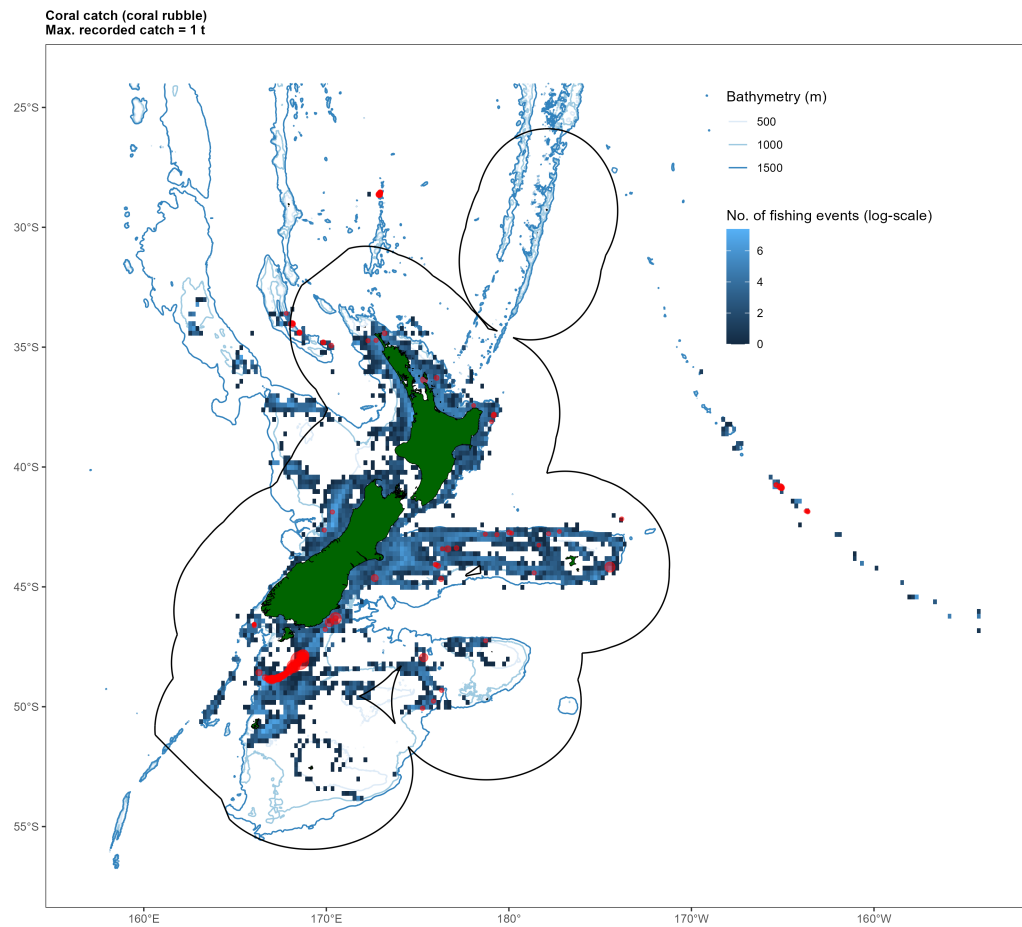 Coral catch (coral rubble)
Max. recorded catch = 1 t
25°S
30°S
35°S
40°S
45°S
50°S
55°S
160°E
170°E
180°
170°W
160°W
Bathymetry (m)
500
1000
1500
No. of fishing events (log-scale)
6
4
2
0